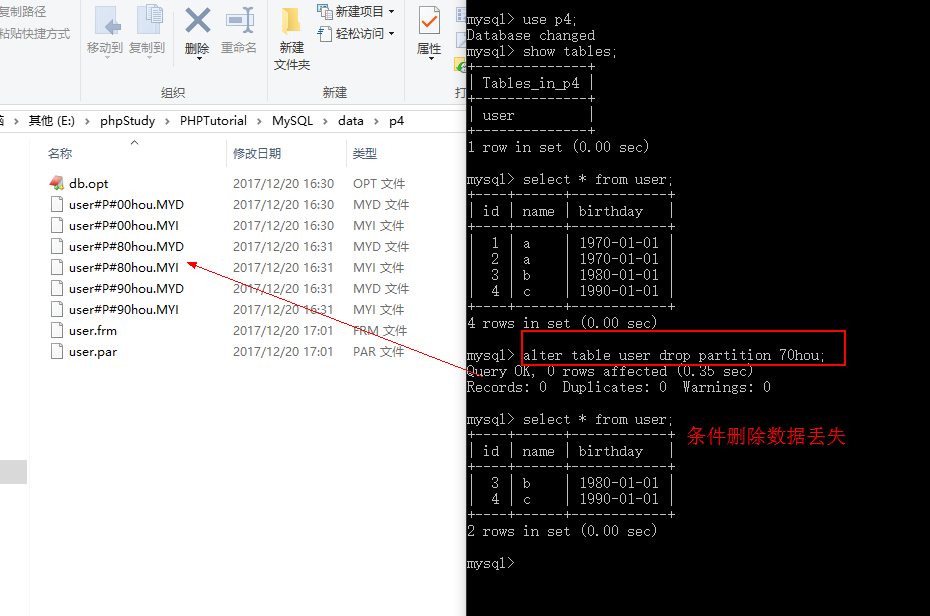 复制路径
粘贴快捷方式
移动到
复制到
删除
重命名
新建
文件夹
新建项目
轻松访问
属性
组织
新建
打
脑 › 其他 (E:) › phpStudy › PHPTutorial › MySQL › data › p4
名称 修改日期 类型
db.opt 2017/12/20 16:30 OPT 文件
user#P#00hou.MYD 2017/12/20 16:30 MYD 文件
user#P#00hou.MYI 2017/12/20 16:30 MYI 文件
user#P#80hou.MYD 2017/12/20 16:31 MYD 文件
user#P#80hou.MYI 2017/12/20 16:31 MYI 文件
user#P#90hou.MYD 2017/12/20 16:31 MYD 文件
user#P#90hou.MYI 2017/12/20 16:31 MYI 文件
user.frm 2017/12/20 17:01 FRM 文件
user.par 2017/12/20 17:01 PAR 文件
mysql> use p4;
Database changed
mysql> show tables;
+--------------+
| Tables_in_p4 |
+--------------+
| user         |
+--------------+
1 row in set (0.00 sec)
mysql> select * from user;
+----+------+------------+
| id | name | birthday   |
+----+------+------------+
|  1 | a    | 1970-01-01 |
|  2 | a    | 1970-01-01 |
|  3 | b    | 1980-01-01 |
|  4 | c    | 1990-01-01 |
+----+------+------------+
4 rows in set (0.00 sec)
mysql> alter table user drop partition 70hou;
Query OK, 0 rows affected (0.35 sec)
Records: 0  Duplicates: 0  Warnings: 0
mysql> select * from user;
条件删除数据丢失
+----+------+------------+
| id | name | birthday   |
+----+------+------------+
|  3 | b    | 1980-01-01 |
|  4 | c    | 1990-01-01 |
+----+------+------------+
2 rows in set (0.00 sec)
mysql>